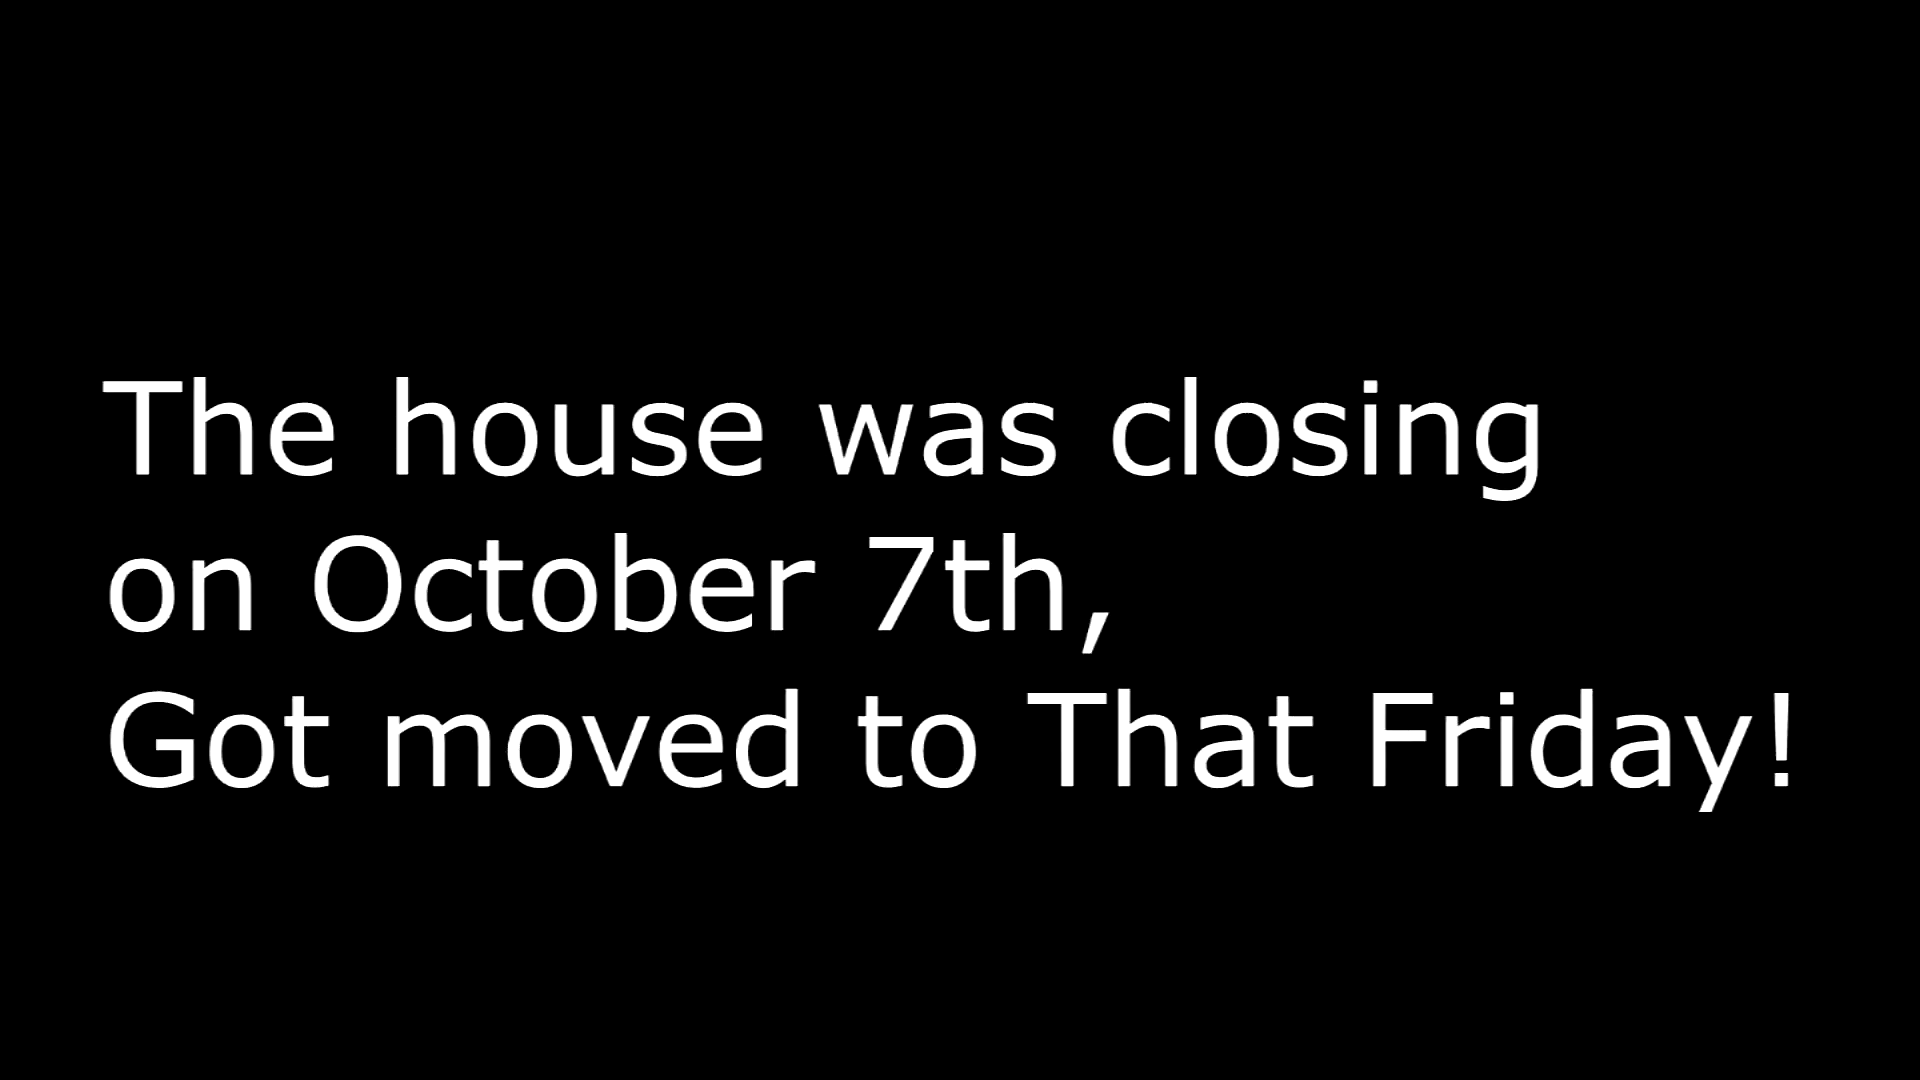 The house was closing
on October 7th,
Got moved to That Friday!